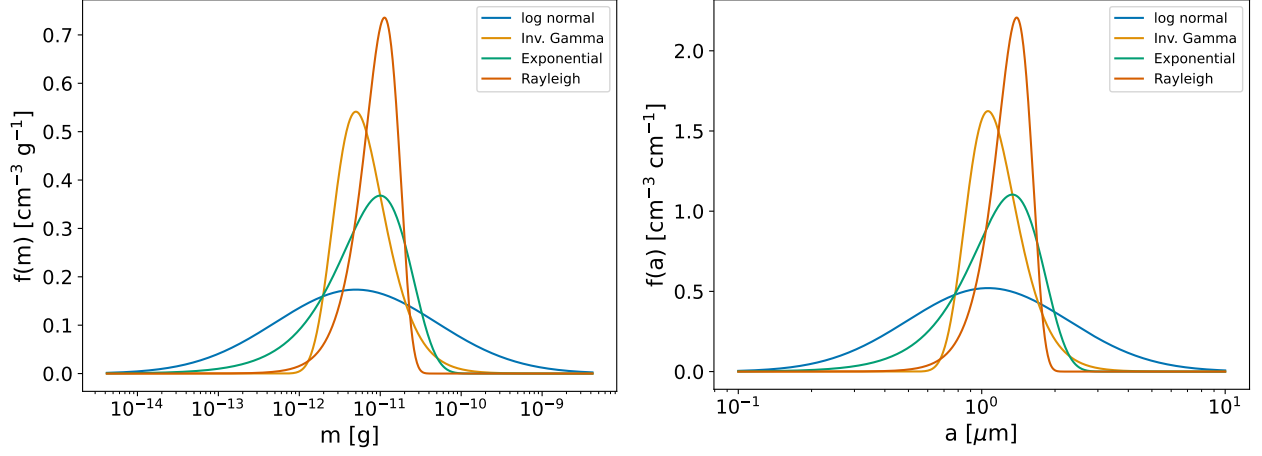 f(m) [cm⁻³ g⁻¹]
0.7
0.6
0.5
0.4
0.3
0.2
0.1
0.0
log normal
Inv. Gamma
Exponential
Rayleigh
10⁻¹⁴ 10⁻¹³ 10⁻¹² 10⁻¹¹ 10⁻¹⁰ 10⁻⁹
m [g]
f(a) [cm⁻³ cm⁻¹]
2.0
1.5
1.0
0.5
0.0
log normal
Inv. Gamma
Exponential
Rayleigh
10⁻¹ 10⁰ 10¹
a [μm]